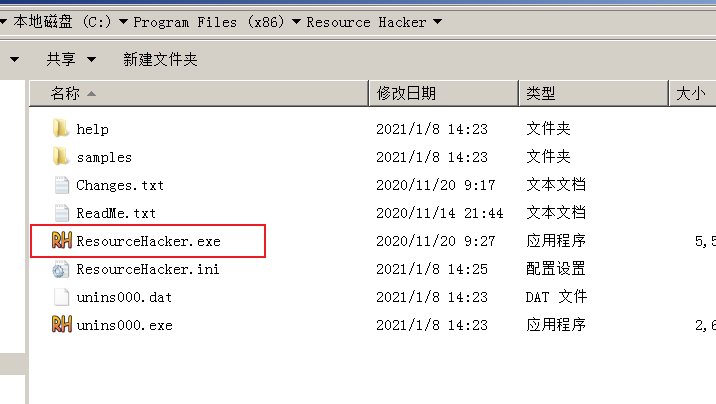 本地磁盘 (C:) Program Files (x86) Resource Hacker
共享 新建文件夹
名称 修改日期 类型 大小
help 2021/1/8 14:23 文件夹
samples 2021/1/8 14:23 文件夹
Changes.txt 2020/11/20 9:17 文本文档
ReadMe.txt 2020/11/14 21:44 文本文档
RH ResourceHacker.exe 2020/11/20 9:27 应用程序 5,5
ResourceHacker.ini 2021/1/8 14:25 配置设置
unins000.dat 2021/1/8 14:23 DAT 文件
RH unins000.exe 2021/1/8 14:23 应用程序 2,6